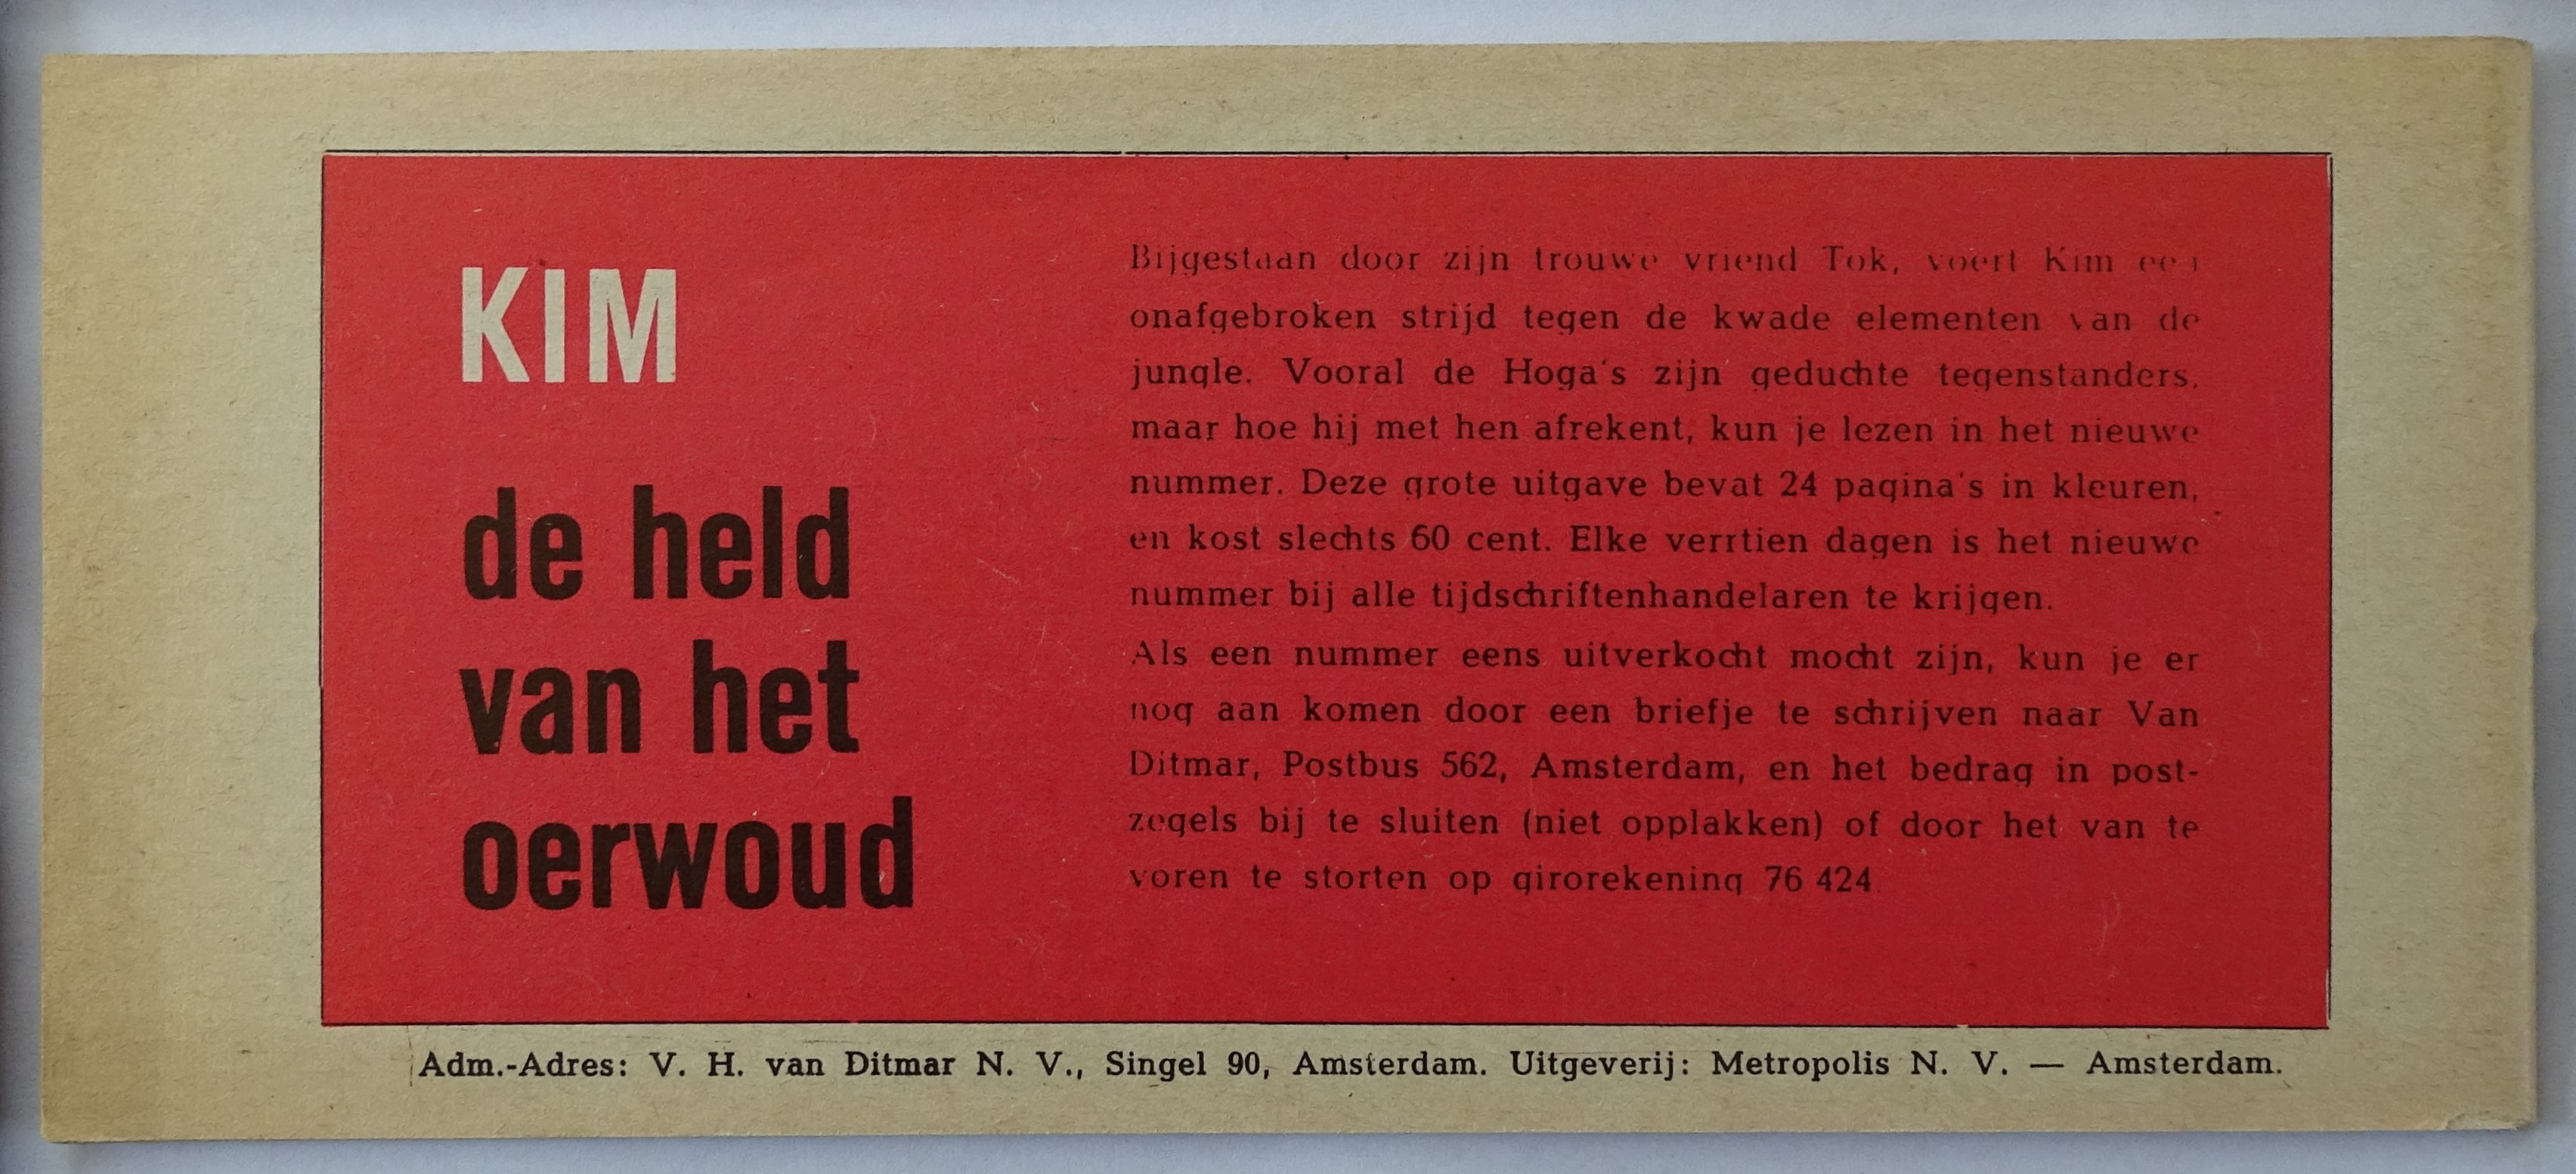 KIM
de held
van het
oerwoud
Bijgestaan door zijn trouwe vriend Tok, voert Kim een
onafgebroken strijd tegen de kwade elementen van de
jungle. Vooral de Hoga's zijn geduchte tegenstanders,
maar hoe hij met hen afrekent, kun je lezen in het nieuwe
nummer. Deze grote uitgave bevat 24 pagina's in kleuren,
en kost slechts 60 cent. Elke verrtien dagen is het nieuwe
nummer bij alle tijdschriftenhandelaren te krijgen.
Als een nummer eens uitverkocht mocht zijn, kun je er
nog aan komen door een briefje te schrijven naar Van
Ditmar, Postbus 562, Amsterdam, en het bedrag in post-
zegels bij te sluiten (niet opplakken) of door het van te
voren te storten op girorekening 76 424.
Adm.-Adres: V. H. van Ditmar N. V., Singel 90, Amsterdam. Uitgeverij: Metropolis N. V. — Amsterdam.